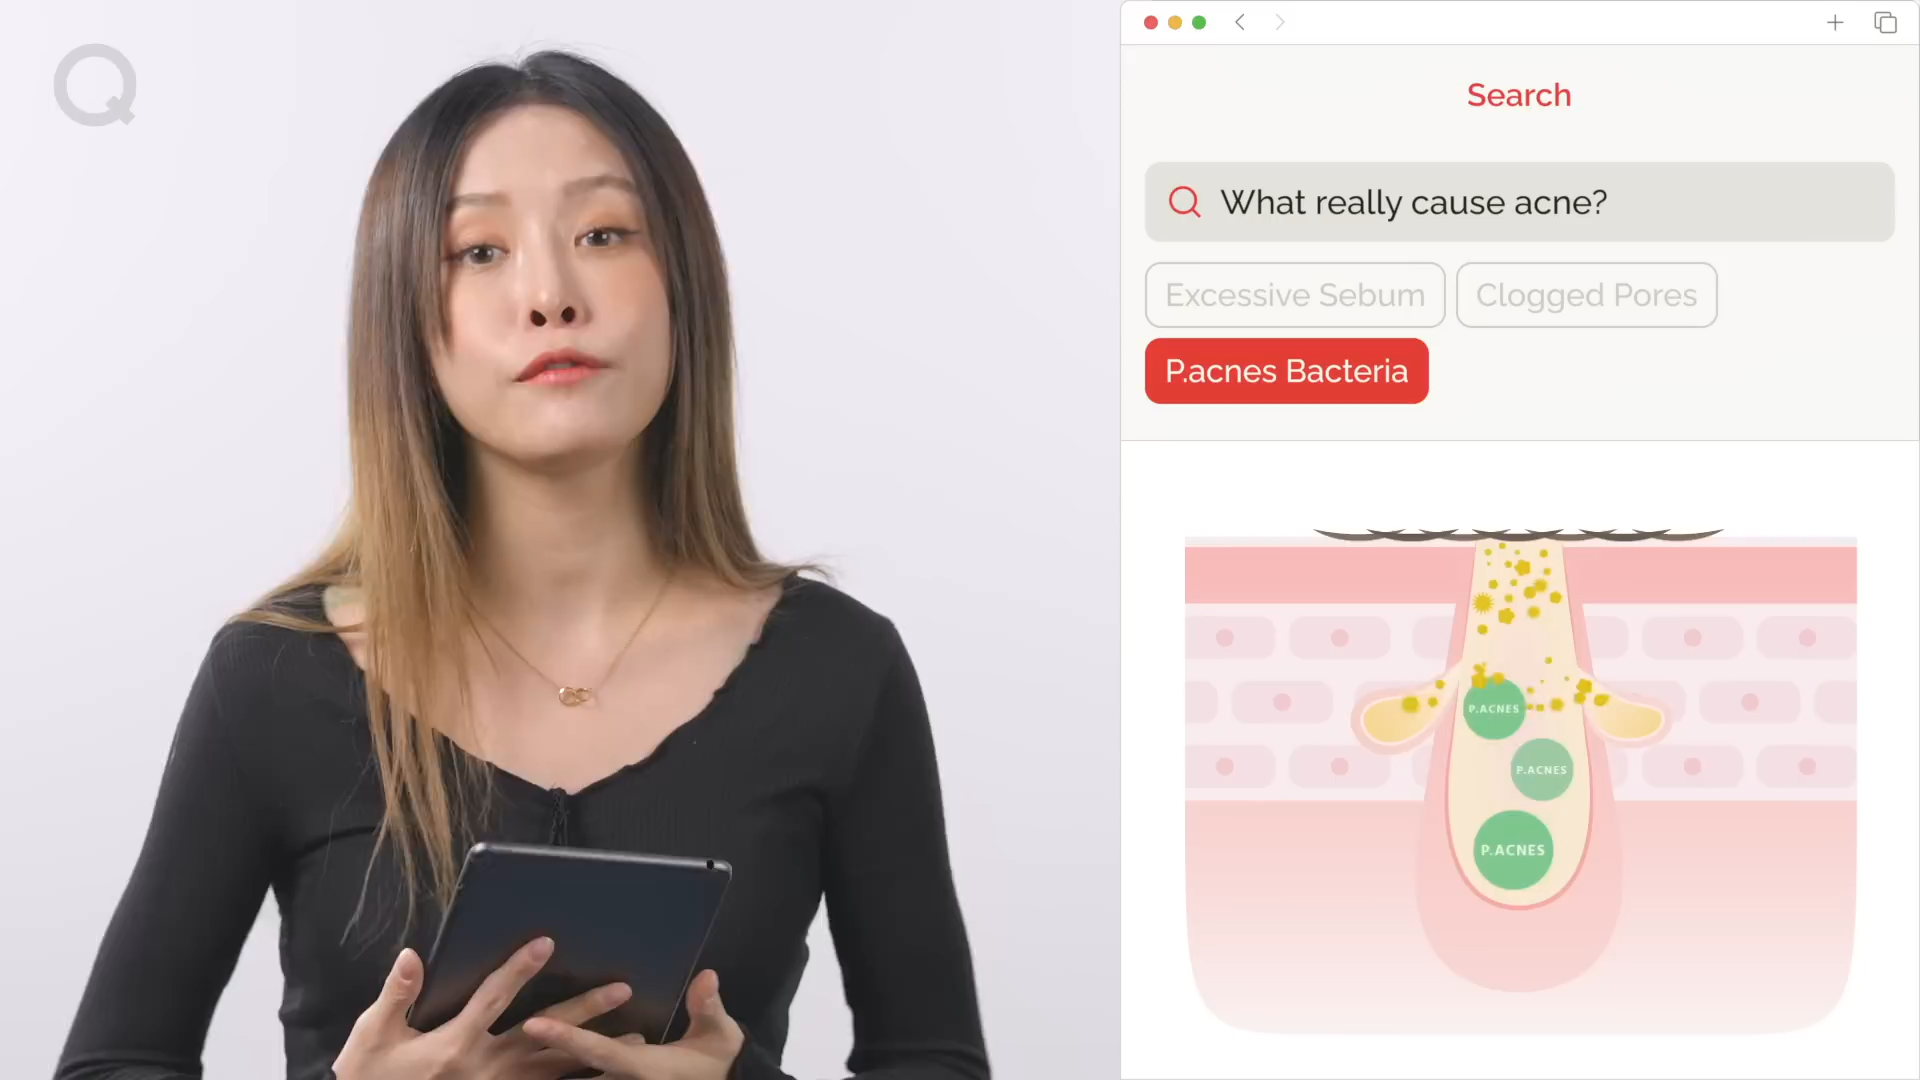 Q
Search
What really cause acne?
Excessive Sebum
Clogged Pores
P.acnes Bacteria
P.ACNES
P.ACNES
P.ACNES